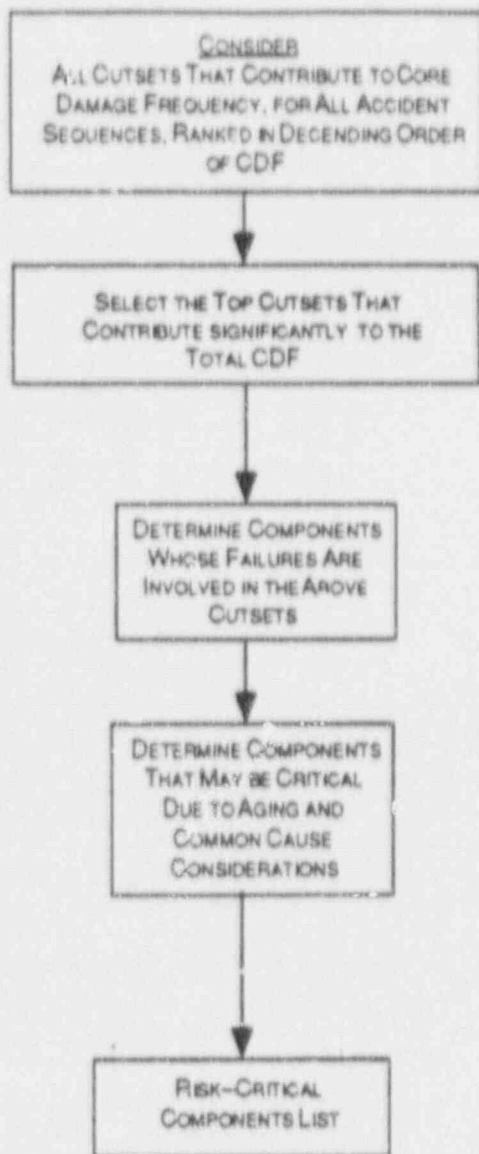 CONSIDER
ALL CUTSETS THAT CONTRIBUTE TO CORE
DAMAGE FREQUENCY, FOR ALL ACCIDENT
SEQUENCES, RANKED IN DECENDING ORDER
OF CDF
SELECT THE TOP CUTSETS THAT
CONTRIBUTE SIGNIFICANTLY TO THE
TOTAL CDF
DETERMINE COMPONENTS
WHOSE FAILURES ARE
INVOLVED IN THE ABOVE
CUTSETS
DETERMINE COMPONENTS
THAT MAY BE CRITICAL
DUE TO AGING AND
COMMON CAUSE
CONSIDERATIONS
RISK-CRITICAL
COMPONENTS LIST